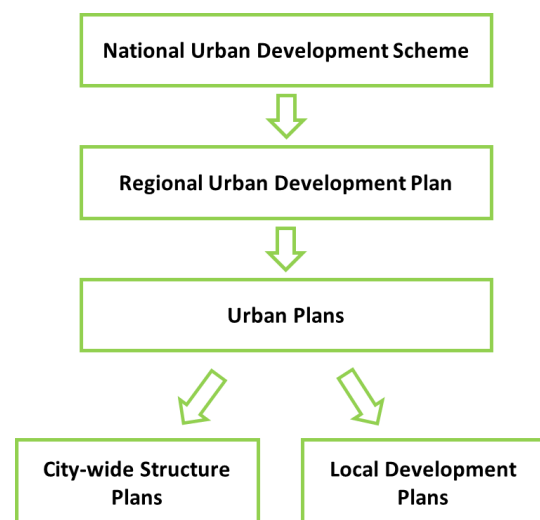 National Urban Development Scheme
Regional Urban Development Plan
Urban Plans
City-wide Structure
Plans
Local Development
Plans